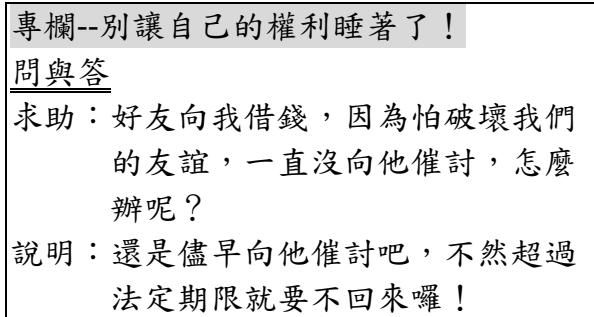 專欄--別讓自己的權利睡著了！
問與答
求助：好友向我借錢，因為怕破壞我們
的友誼，一直沒向他催討，怎麼
辦呢？
說明：還是儘早向他催討吧，不然超過
法定期限就要不回來囉！